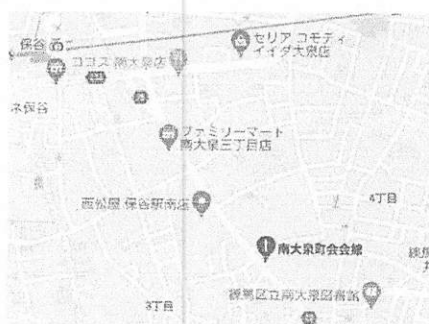 保谷
セリア コモディ
イイダ大泉店
ココス 南大泉店
ネ保谷
ファミリーマート
南大泉三丁目店
西松屋 保谷駅南店
4丁目
南大泉町会会館
練馬区立南大泉図書館
3丁目